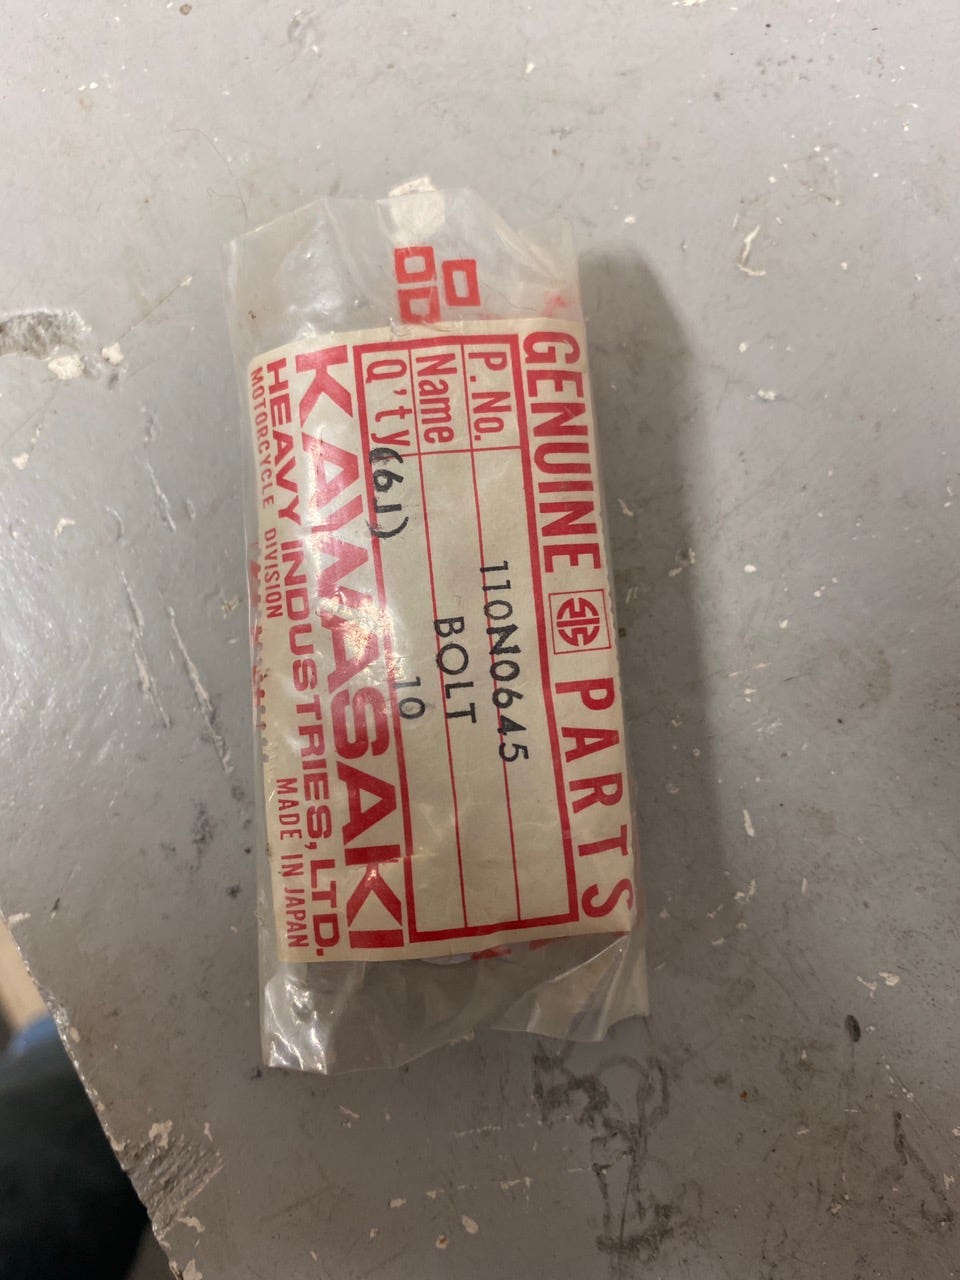 GENUINE PARTS
P. No. 110N0645
Name BOLT
Q'ty (6J) 10
KAWASAKI
HEAVY INDUSTRIES, LTD.
MOTORCYCLE DIVISION MADE IN JAPAN